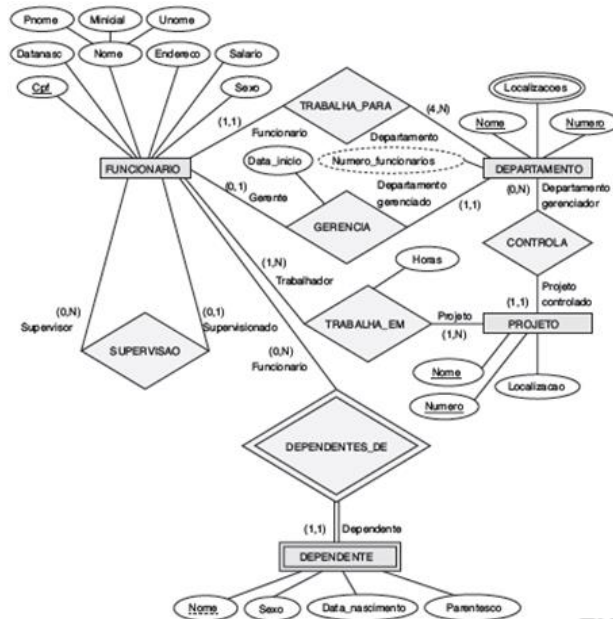 Pnome
Minicial
Unome
Datanasc
Nome
Endereco
Salario
Cpf
Sexo
Localizacoes
TRABALHA_PARA
(1,1)
(4,N)
Nome
Numero
Funcionario
Departamento
Data_inicio
Numero_funcionarios
FUNCIONARIO
DEPARTAMENTO
(0,1)
Gerente
Departamento
gerenciado
(1,1)
(0,N)
Departamento
gerenciador
GERENCIA
CONTROLA
(1,N)
Trabalhador
Horas
(0,N)
Supervisor
(0,1)
Supervisionado
Projeto
controlado
(1,1)
TRABALHA_EM
Projeto
(1,N)
PROJETO
SUPERVISAO
(0,N)
Funcionario
Nome
Localizacao
Numero
DEPENDENTES_DE
(1,1)
Dependente
DEPENDENTE
Nome
Sexo
Data_nascimento
Parentesco